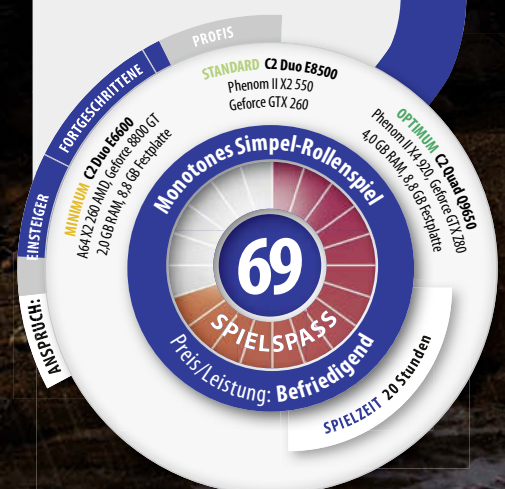 PROFIS
FORTGESCHRITTENE
EINSTEIGER
ANSPRUCH:
MINIMUM C2 Duo E6600
A64 X2 260 AMD, Geforce 8800 GT
2,0 GB RAM, 8,8 GB Festplatte
STANDARD C2 Duo E8500
Phenom II X2 550
Geforce GTX 260
OPTIMUM C2 Quad Q9650
Phenom II X4 920, Geforce GTX Z80
4,0 GB RAM, 8,8 GB Festplatte
Monotones Simpel-Rollenspiel
69
SPIELSPASS
Preis/Leistung: Befriedigend
SPIELZEIT 20 Stunden